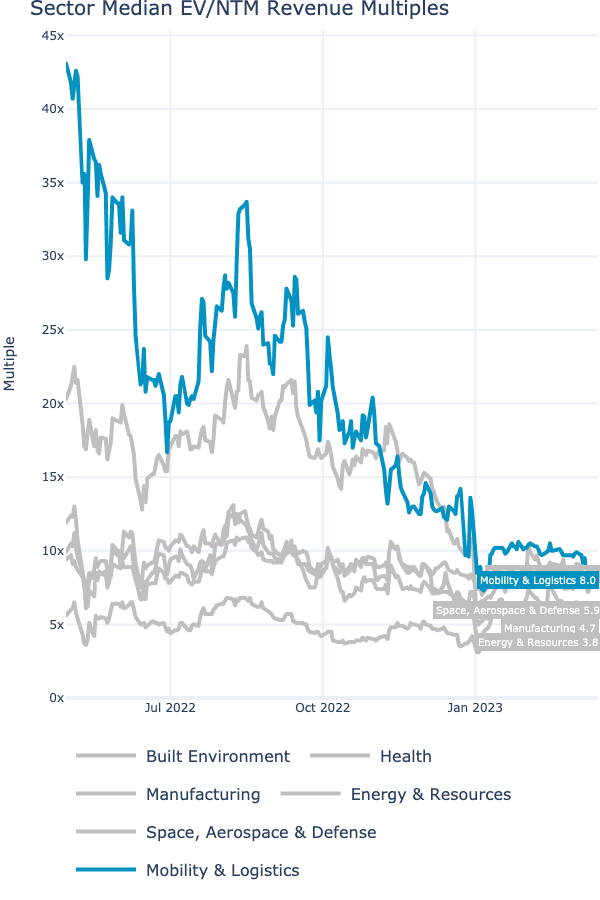 Sector Median EV/NTM Revenue Multiples
45x
40x
35x
30x
25x
20x
15x
10x
5x
0x
Multiple
Mobility & Logistics 8.0
Space, Aerospace & Defense 5.9
Manufacturing 4.7
Energy & Resources 3.8
Jul 2022
Oct 2022
Jan 2023
Built Environment
Health
Manufacturing
Energy & Resources
Space, Aerospace & Defense
Mobility & Logistics